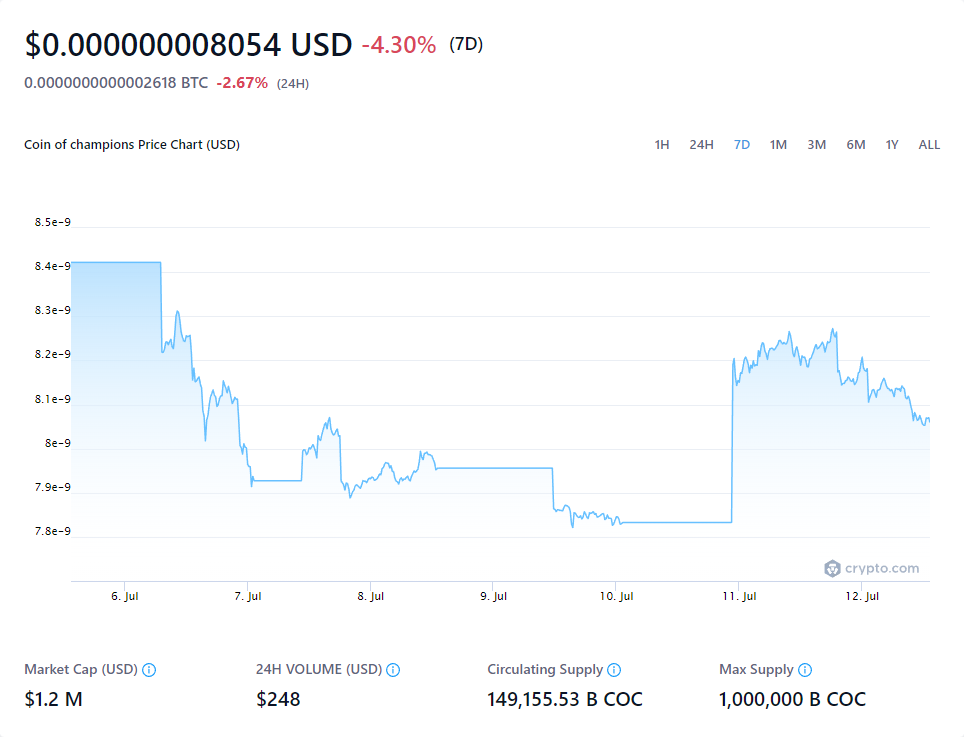 $0.000000008054 USD -4.30% (7D)
0.0000000000002618 BTC -2.67% (24H)
Coin of champions Price Chart (USD) 1H 24H 7D 1M 3M 6M 1Y ALL
8.5e-9
8.4e-9
8.3e-9
8.2e-9
8.1e-9
8e-9
7.9e-9
7.8e-9
crypto.com
6. Jul 7. Jul 8. Jul 9. Jul 10. Jul 11. Jul 12. Jul
Market Cap (USD) 24H VOLUME (USD) Circulating Supply Max Supply
$1.2 M $248 149,155.53 B COC 1,000,000 B COC